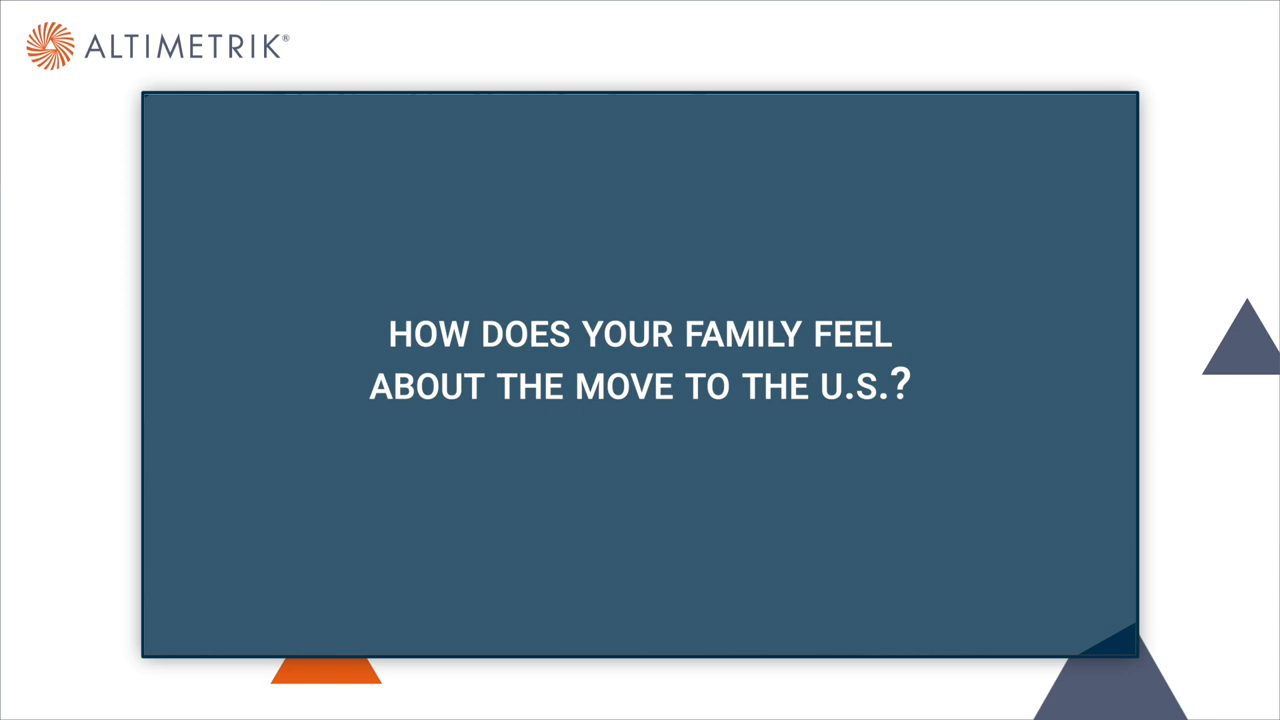 ALTIMETRIK®
HOW DOES YOUR FAMILY FEEL
ABOUT THE MOVE TO THE U.S.?